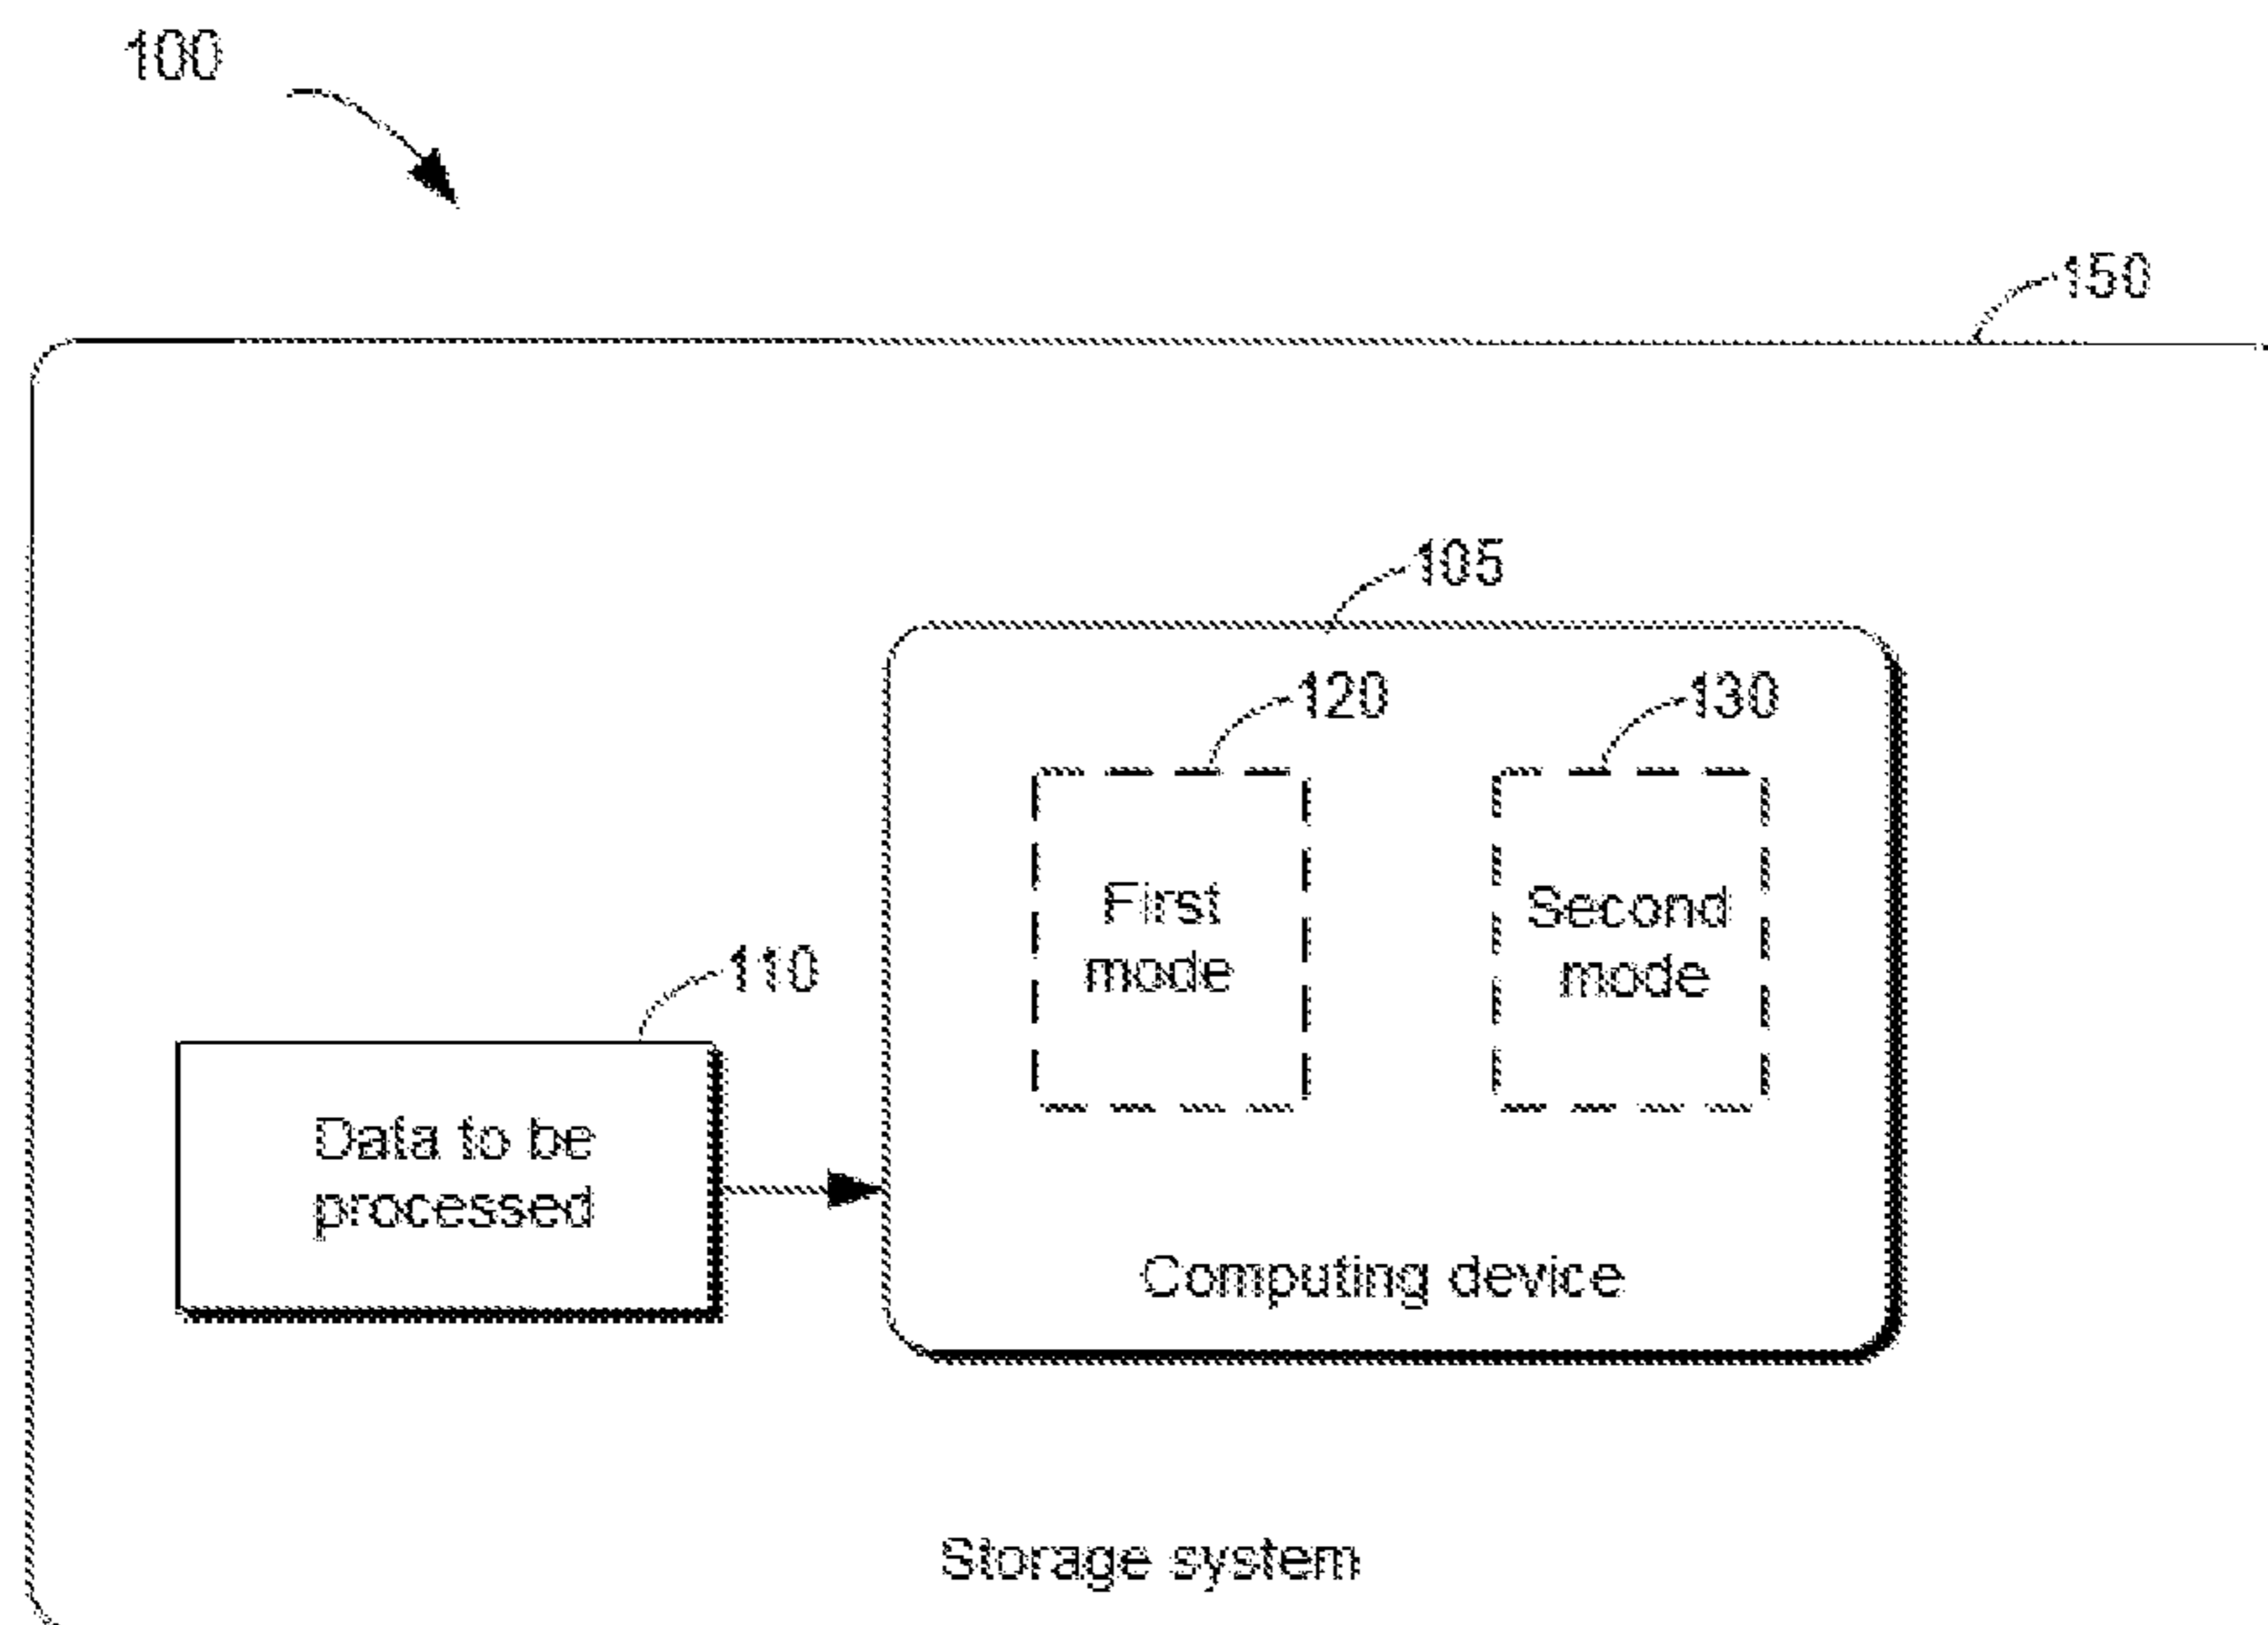 100
150
105
120
130
First
mode
Second
mode
110
Data to be
processed
Computing device
Storage system